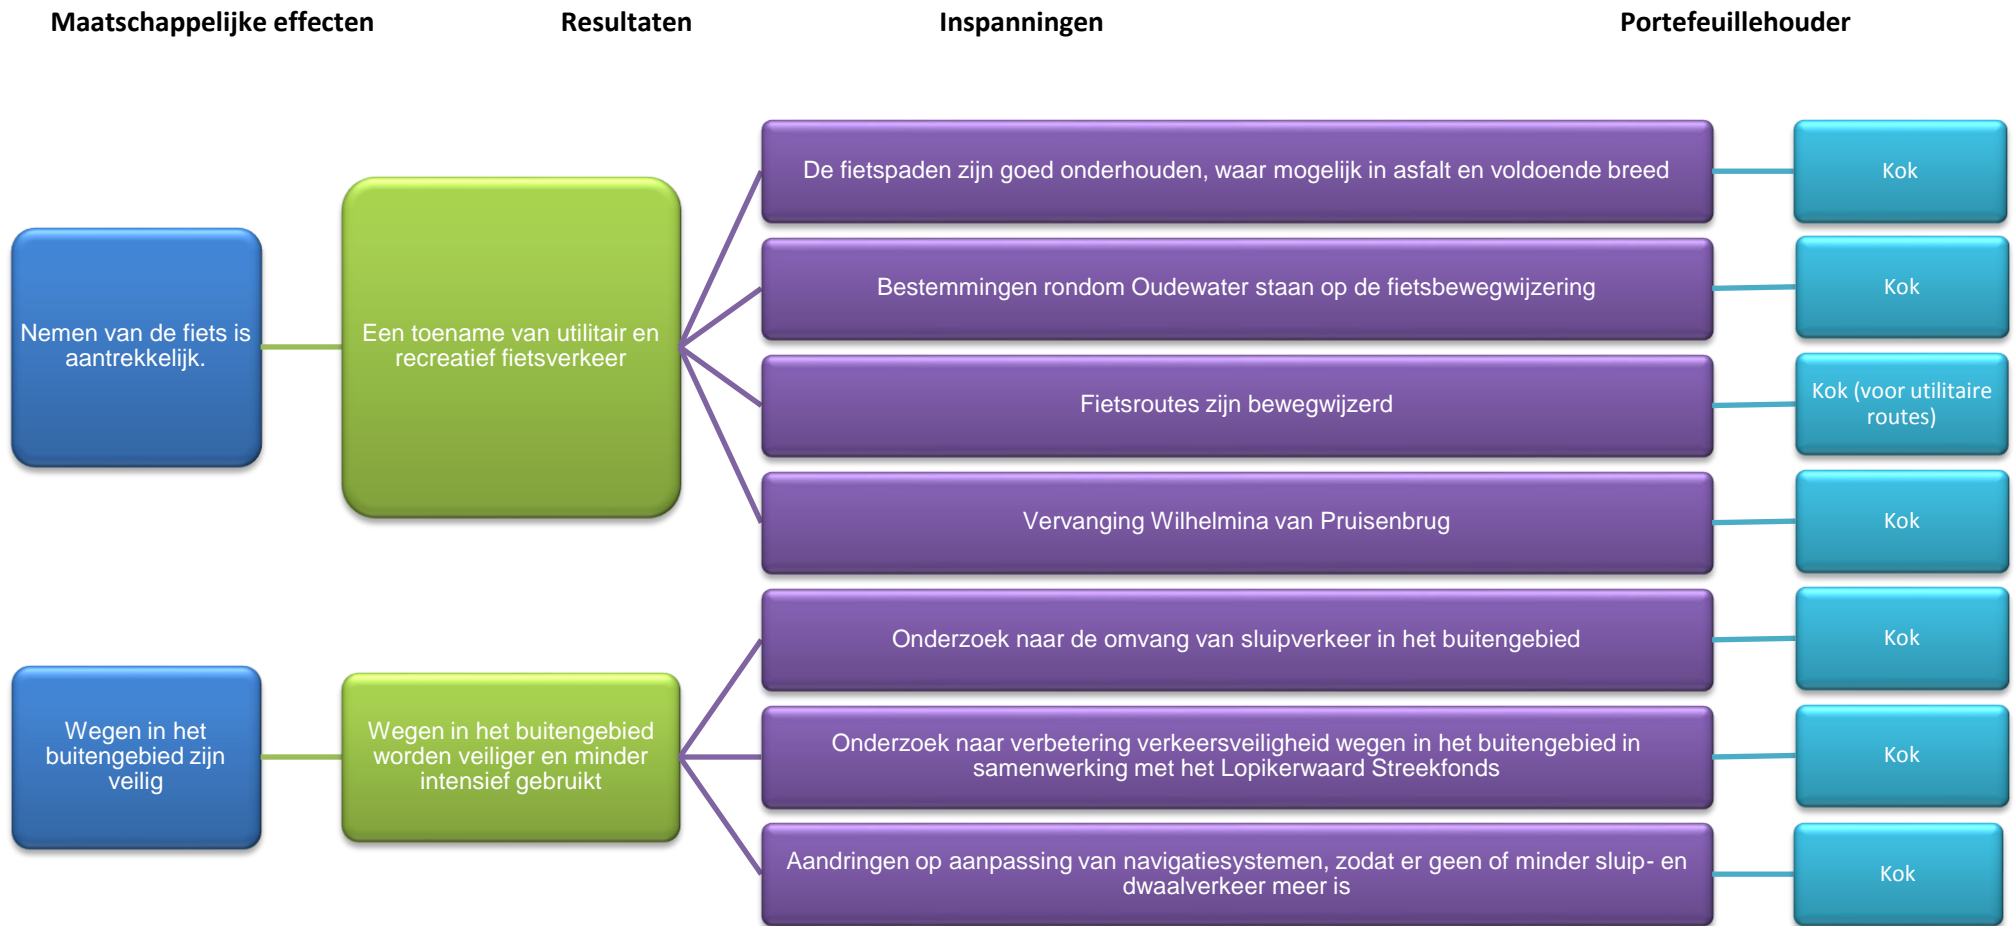 Maatschappelijke effecten
Resultaten
Inspanningen
Portefeuillehouder
Nemen van de fiets is
aantrekkelijk.
Een toename van utilitair en
recreatief fietsverkeer
De fietspaden zijn goed onderhouden, waar mogelijk in asfalt en voldoende breed
Kok
Bestemmingen rondom Oudewater staan op de fietsbewegwijzering
Kok
Fietsroutes zijn bewegwijzerd
Kok (voor utilitaire
routes)
Vervanging Wilhelmina van Pruisenbrug
Kok
Wegen in het
buitengebied zijn
veilig
Wegen in het buitengebied
worden veiliger en minder
intensief gebruikt
Onderzoek naar de omvang van sluipverkeer in het buitengebied
Kok
Onderzoek naar verbetering verkeersveiligheid wegen in het buitengebied in
samenwerking met het Lopikerwaard Streekfonds
Kok
Aandringen op aanpassing van navigatiesystemen, zodat er geen of minder sluip- en
dwaalverkeer meer is
Kok